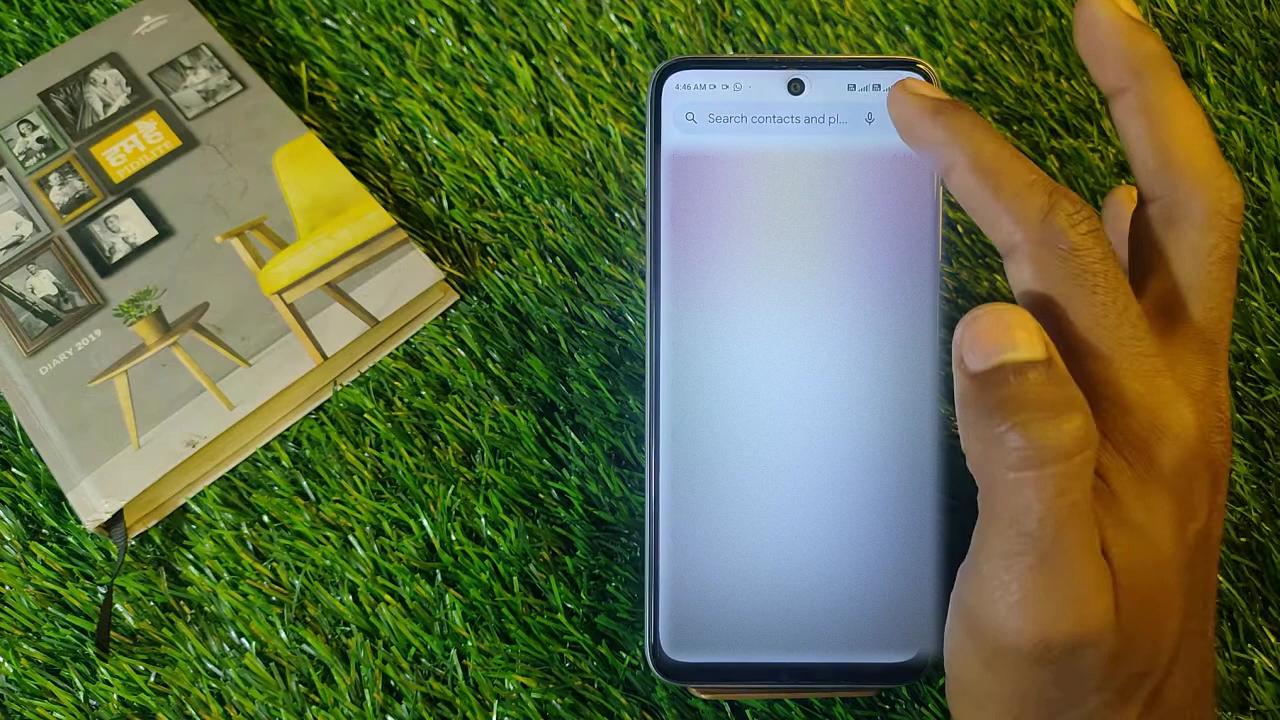 हम हैं
PIDILITE
DIARY 2019
4:46 AM
Search contacts and pl...